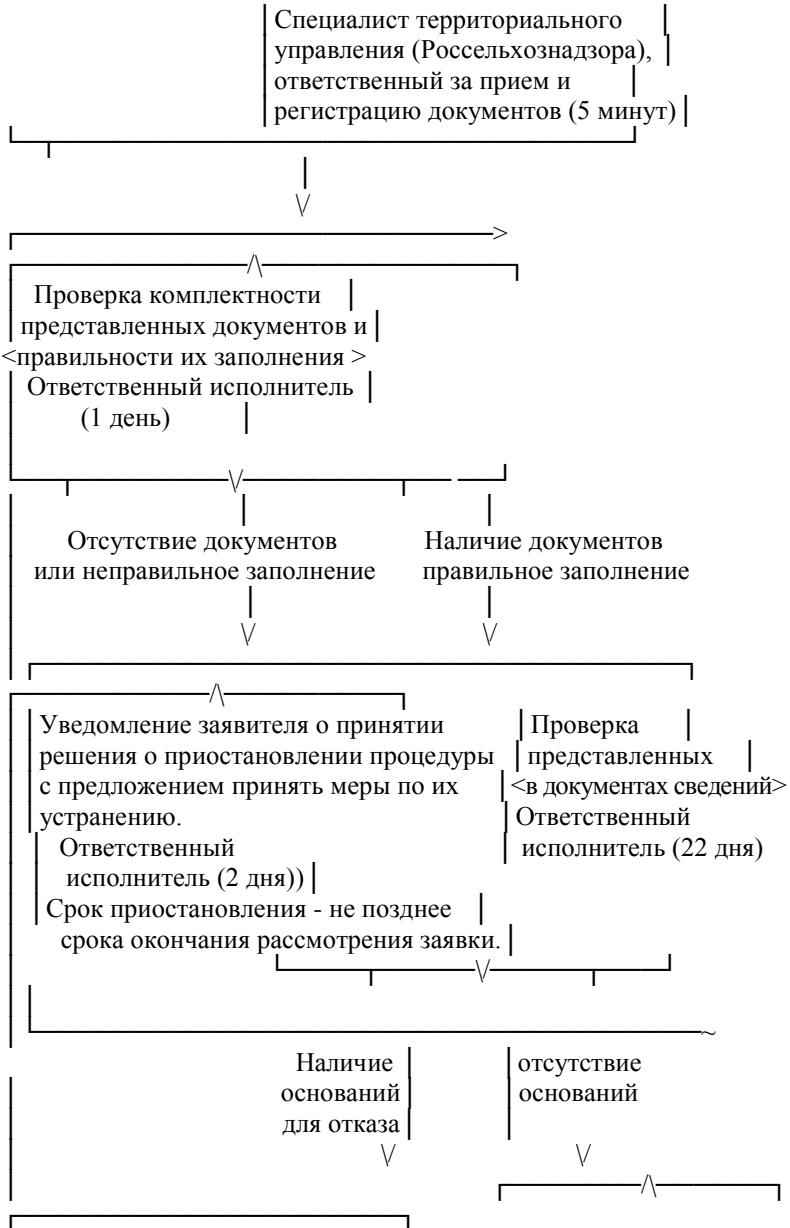 Специалист территориального
управления (Россельхознадзора),
ответственный за прием и
регистрацию документов (5 минут)
Проверка комплектности
представленных документов и
<правильности их заполнения >
Ответственный исполнитель
(1 день)
Отсутствие документов
или неправильное заполнение
Наличие документов
правильное заполнение
Уведомление заявителя о принятии
решения о приостановлении процедуры
с предложением принять меры по их
устранению.
Ответственный
исполнитель (2 дня))
Срок приостановления - не позднее
срока окончания рассмотрения заявки.
Проверка
представленных
<в документах сведений>
Ответственный
исполнитель (22 дня)
Наличие
оснований
для отказа
отсутствие
оснований